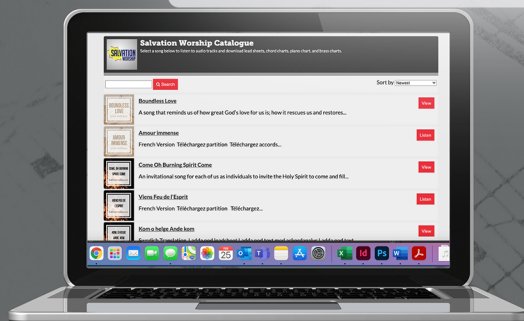 SALVATION
WORSHIP
Salvation Worship Catalogue
Select a song below to listen to audio tracks and download lead sheets, chord charts, piano chart, and brass charts.
Search
Sort by Newest
BOUNDLESS
LOVE
Boundless Love
View
A song that reminds us of how great God's love for us is; how it rescues us and restores...
AMOUR
IMMENSE
Amour immense
Listen
French Version Téléchargez partition Téléchargez accords...
COME, OH BURNING
SPIRIT COME
Come Oh Burning Spirit Come
View
An invitational song for each of us as individuals to invite the Holy Spirit to come and fill...
VIENS FEU DE
L'ESPRIT
Viens Feu de l'Esprit
Listen
French Version Téléchargez partition Téléchargez...
Kom o helge Ande kom
View
25
X
Id
Ps
W